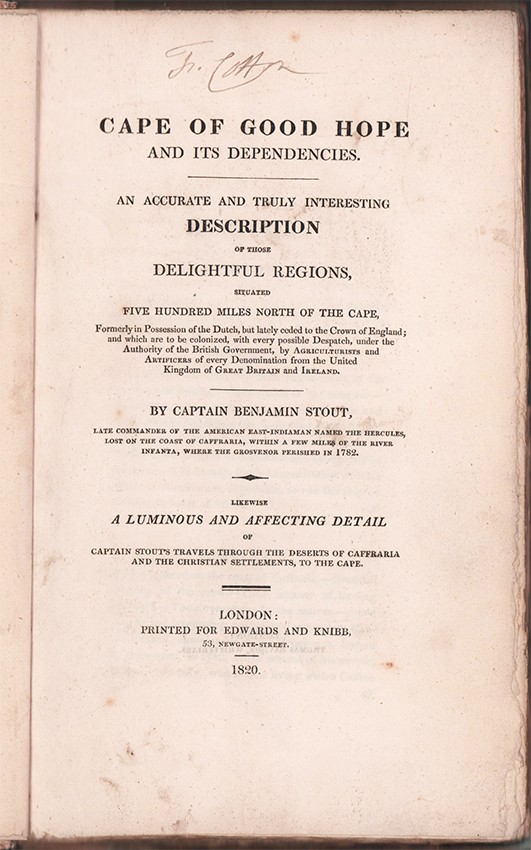 Fr. Cotton
CAPE OF GOOD HOPE
AND ITS DEPENDENCIES.
AN ACCURATE AND TRULY INTERESTING
DESCRIPTION
OF THOSE
DELIGHTFUL REGIONS,
SITUATED
FIVE HUNDRED MILES NORTH OF THE CAPE,
Formerly in Possession of the Dutch, but lately ceded to the Crown of England;
and which are to be colonized, with every possible Despatch, under the
Authority of the British Government, by AGRICULTURISTS and
ARTIFICERS of every Denomination from the United
Kingdom of GREAT BRITAIN and IRELAND.
BY CAPTAIN BENJAMIN STOUT,
LATE COMMANDER OF THE AMERICAN EAST-INDIAMAN NAMED THE HERCULES,
LOST ON THE COAST OF CAFFRARIA, WITHIN A FEW MILES OF THE RIVER
INFANTA, WHERE THE GROSVENOR PERISHED IN 1782.
LIKEWISE
A LUMINOUS AND AFFECTING DETAIL
OF
CAPTAIN STOUT'S TRAVELS THROUGH THE DESERTS OF CAFFRARIA
AND THE CHRISTIAN SETTLEMENTS, TO THE CAPE.
LONDON:
PRINTED FOR EDWARDS AND KNIBB,
53, NEWGATE-STREET.
1820.